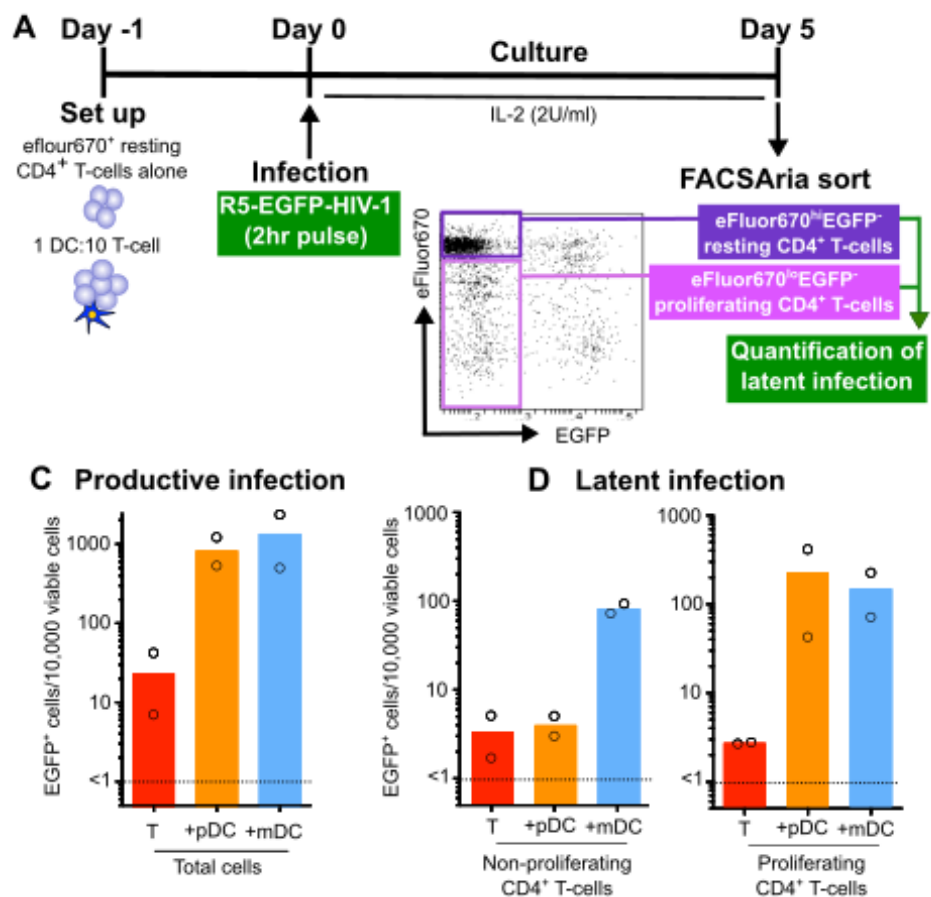 A Day -1 Day 0 Day 5
Culture
IL-2 (2U/ml)
Set up
eflour670⁺ resting
CD4⁺ T-cells alone
1 DC:10 T-cell
Infection
R5-EGFP-HIV-1
(2hr pulse)
FACSAria sort
eFluor670ʰⁱEGFP⁻
resting CD4⁺ T-cells
eFluor670ˡᵒEGFP⁻
proliferating CD4⁺ T-cells
Quantification of
latent infection
eFluor670
.2 .3 .4 .5
EGFP
C Productive infection
EGFP⁺ cells/10,000 viable cells
1000
100
10
<1
T +pDC +mDC
Total cells
D Latent infection
EGFP⁺ cells/10,000 viable cells
1000
100
10
<1
T +pDC +mDC
Non-proliferating
CD4⁺ T-cells
1000
100
10
<1
T +pDC +mDC
Proliferating
CD4⁺ T-cells